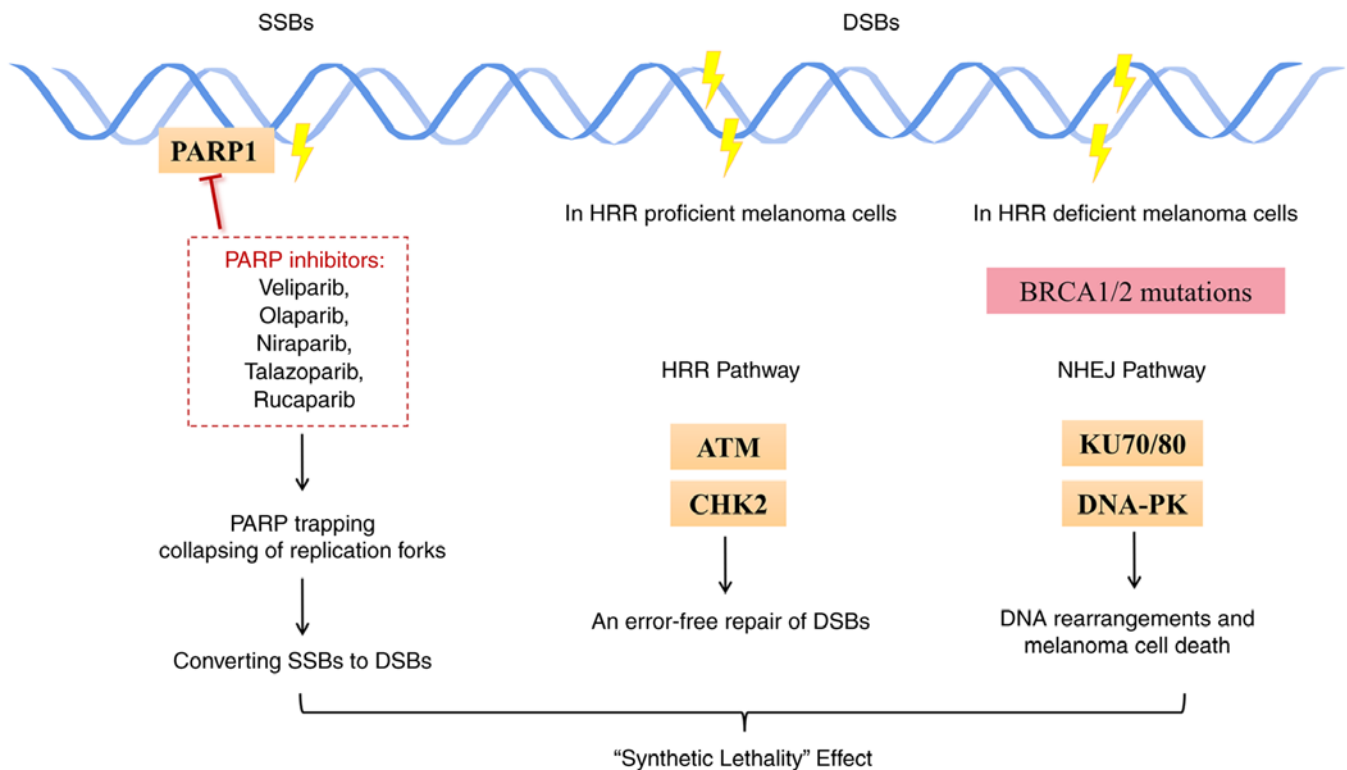 SSBs
DSBs
PARP1
PARP inhibitors:
Veliparib,
Olaparib,
Niraparib,
Talazoparib,
Rucaparib
PARP trapping
collapsing of replication forks
Converting SSBs to DSBs
In HRR proficient melanoma cells
HRR Pathway
ATM
CHK2
An error-free repair of DSBs
In HRR deficient melanoma cells
BRCA1/2 mutations
NHEJ Pathway
KU70/80
DNA-PK
DNA rearrangements and
melanoma cell death
“Synthetic Lethality” Effect